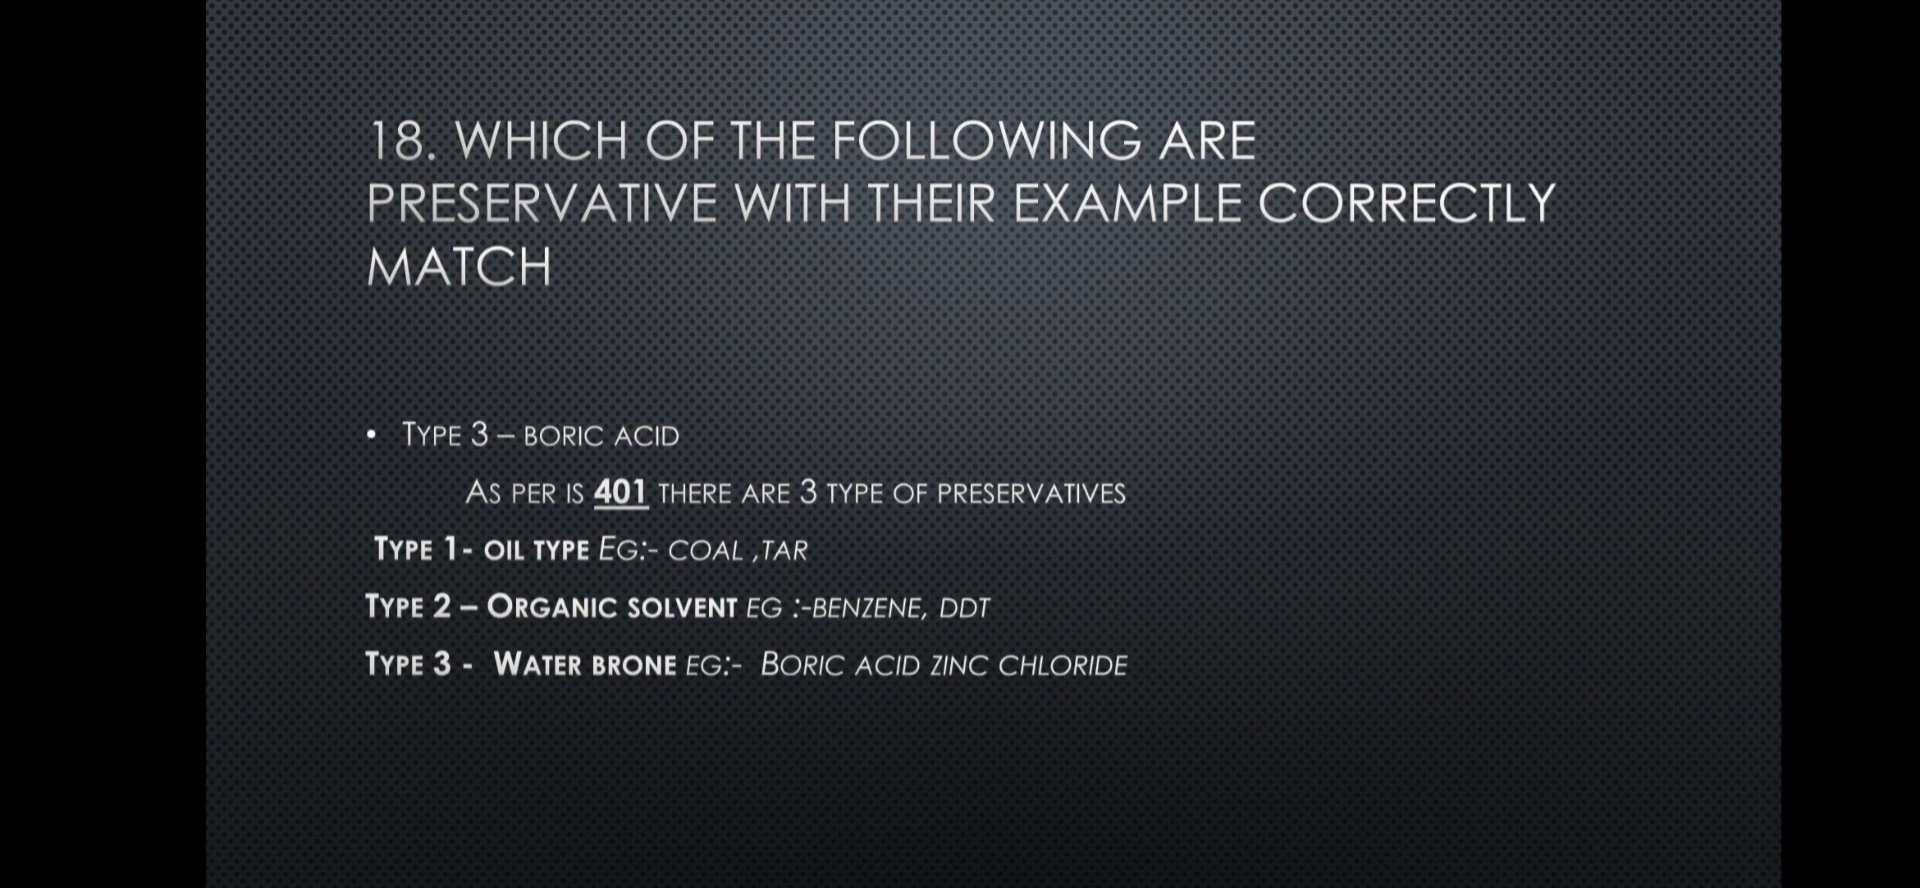 18. WHICH OF THE FOLLOWING ARE
PRESERVATIVE WITH THEIR EXAMPLE CORRECTLY
MATCH
• TYPE 3 – BORIC ACID
AS PER IS 401 THERE ARE 3 TYPE OF PRESERVATIVES
TYPE 1- OIL TYPE EG:- COAL ,TAR
TYPE 2 – ORGANIC SOLVENT EG :-BENZENE, DDT
TYPE 3 - WATER BRONE EG:- BORIC ACID ZINC CHLORIDE